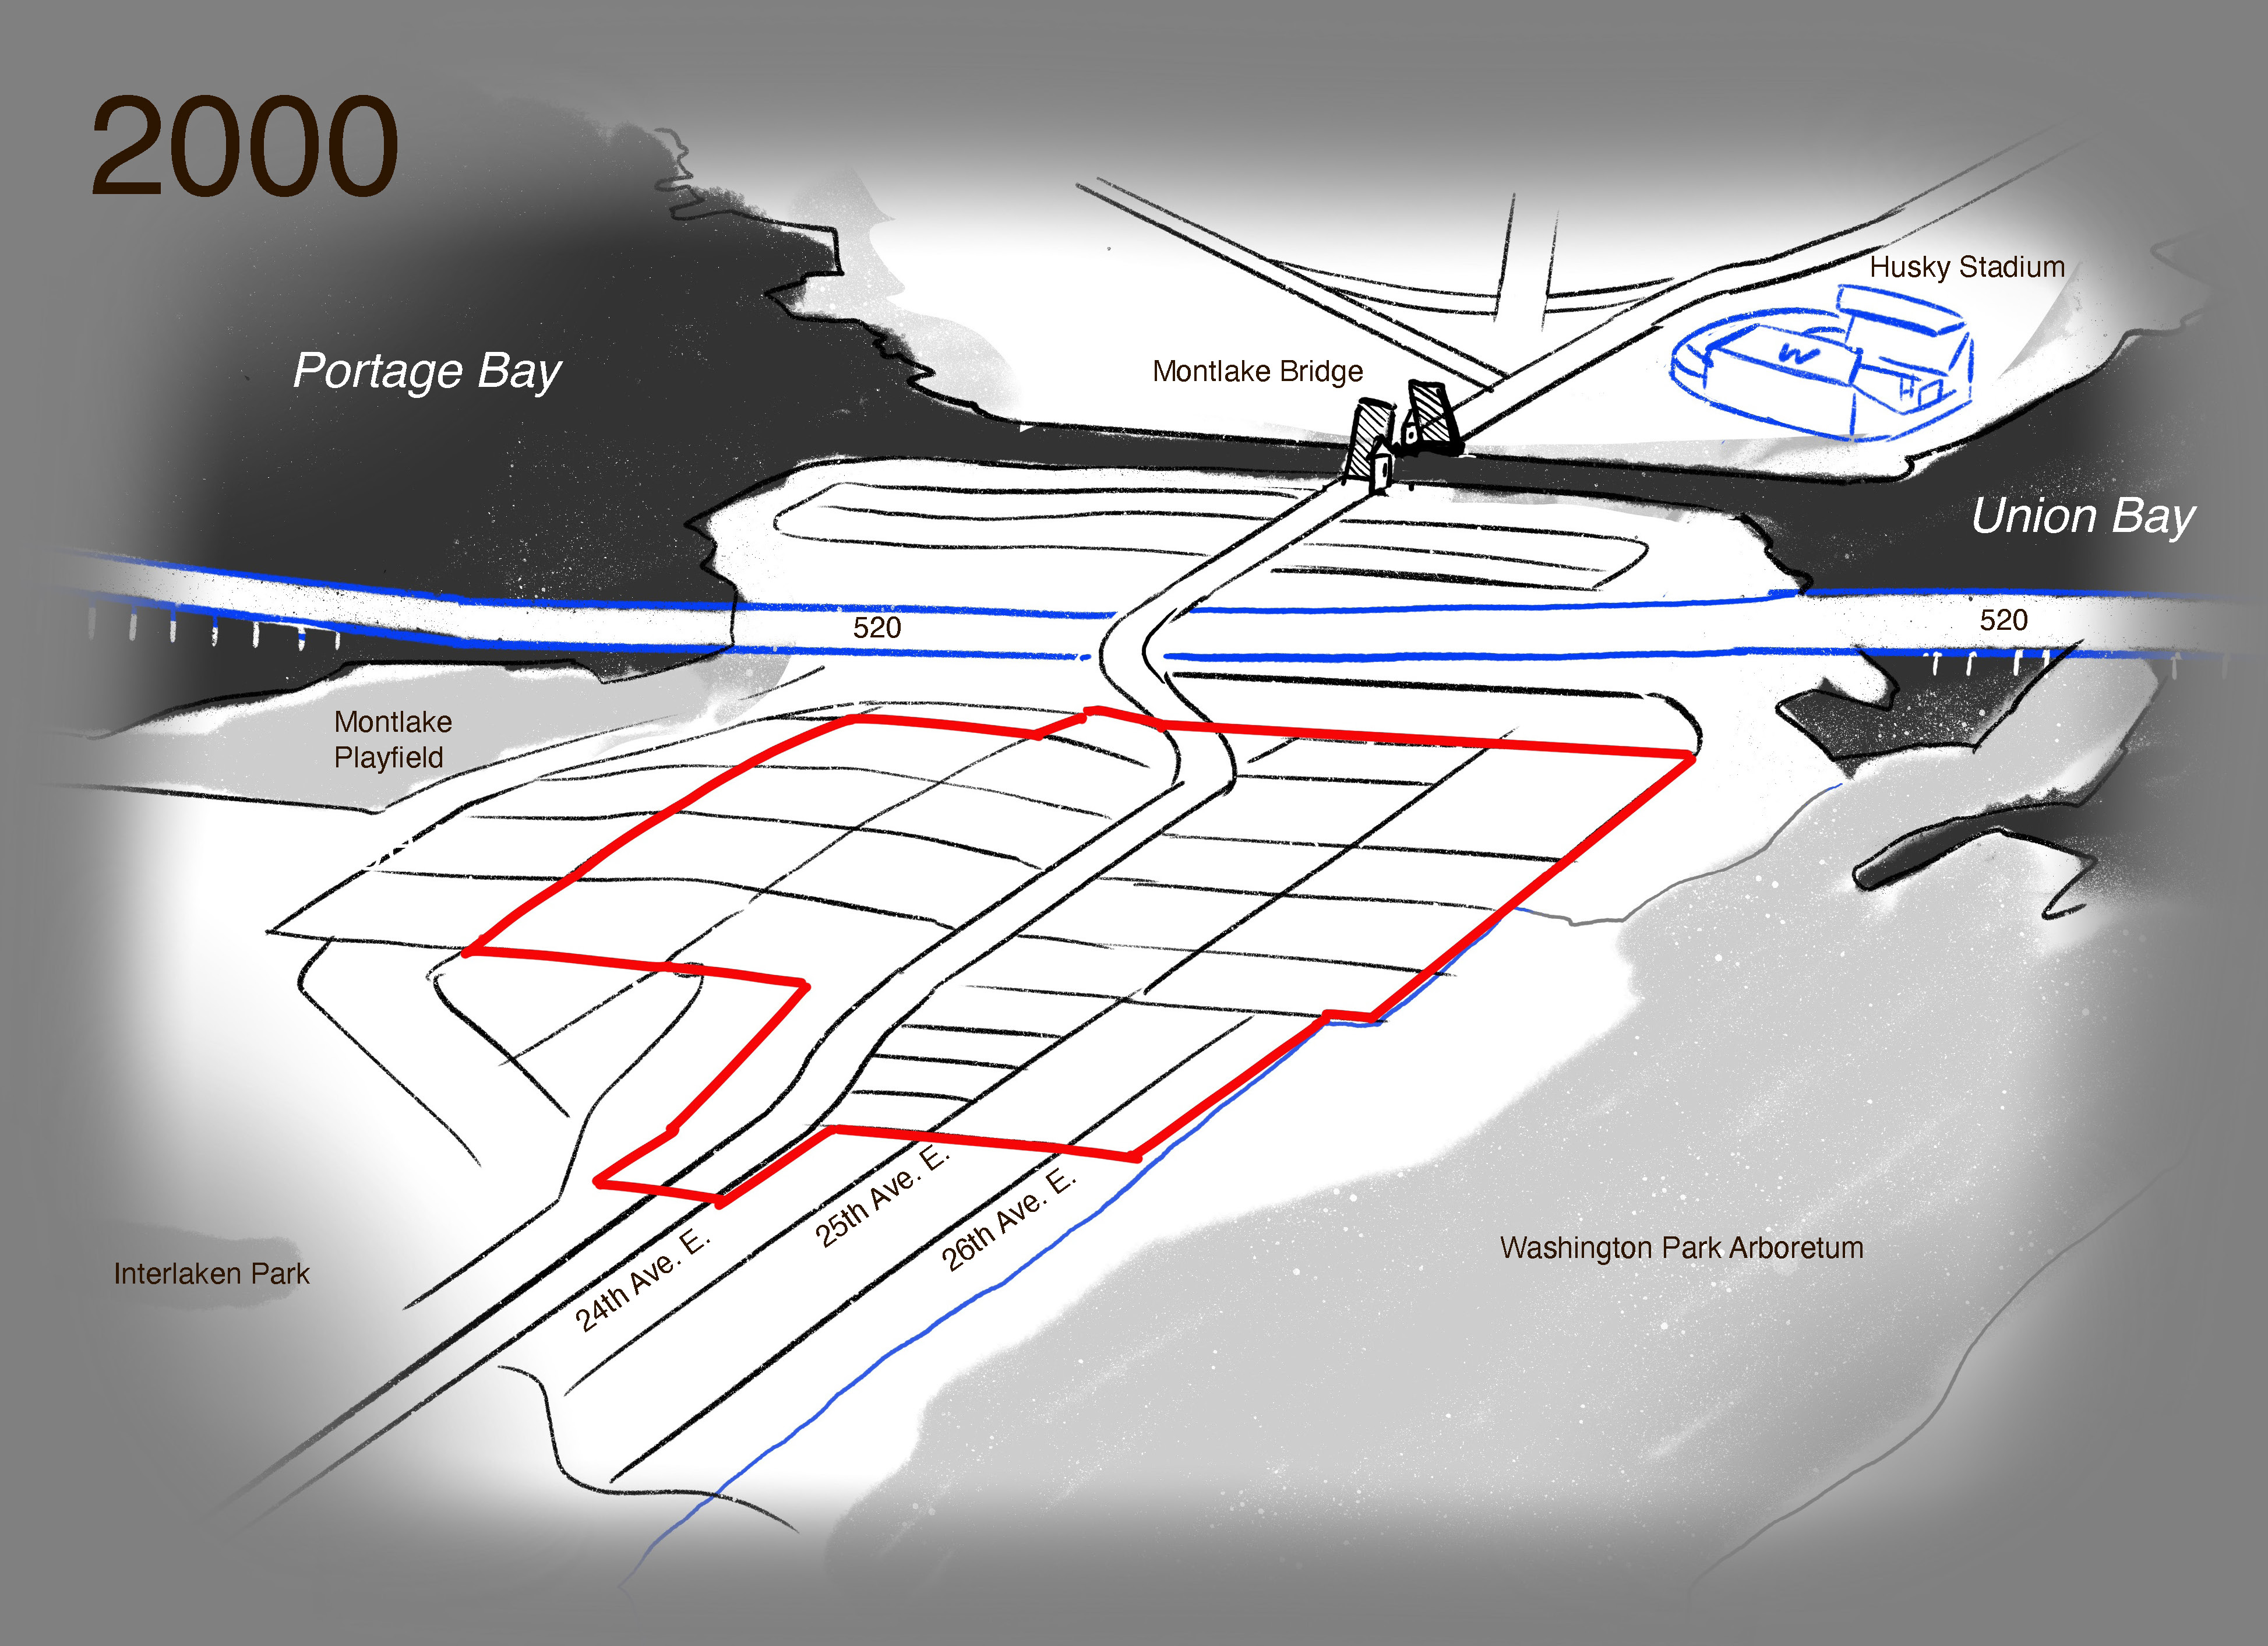 2000
Husky Stadium
W
Montlake Bridge
Portage Bay
Union Bay
520
520
Montlake
Playfield
24th Ave. E.
25th Ave. E.
26th Ave. E.
Washington Park Arboretum
Interlaken Park